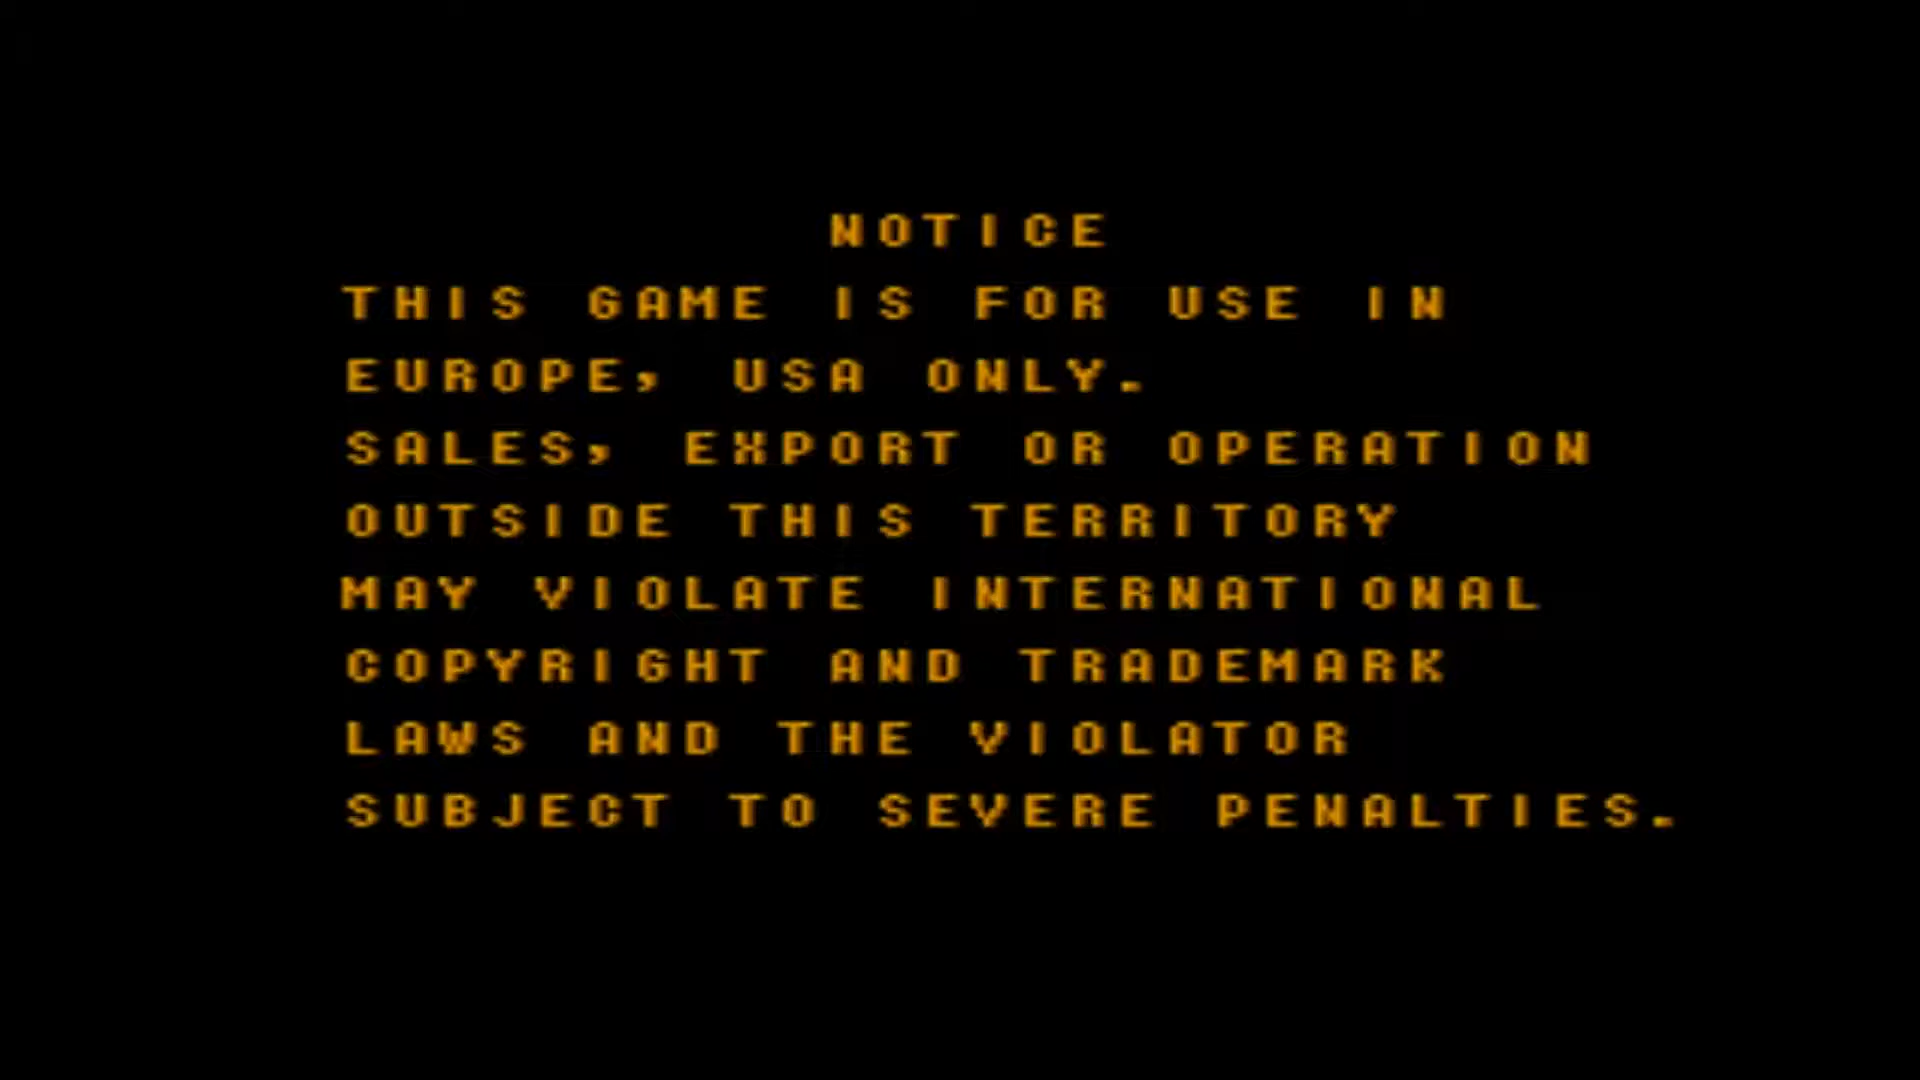 NOTICE
THIS GAME IS FOR USE IN
EUROPE, USA ONLY.
SALES, EXPORT OR OPERATION
OUTSIDE THIS TERRITORY
MAY VIOLATE INTERNATIONAL
COPYRIGHT AND TRADEMARK
LAWS AND THE VIOLATOR
SUBJECT TO SEVERE PENALTIES.